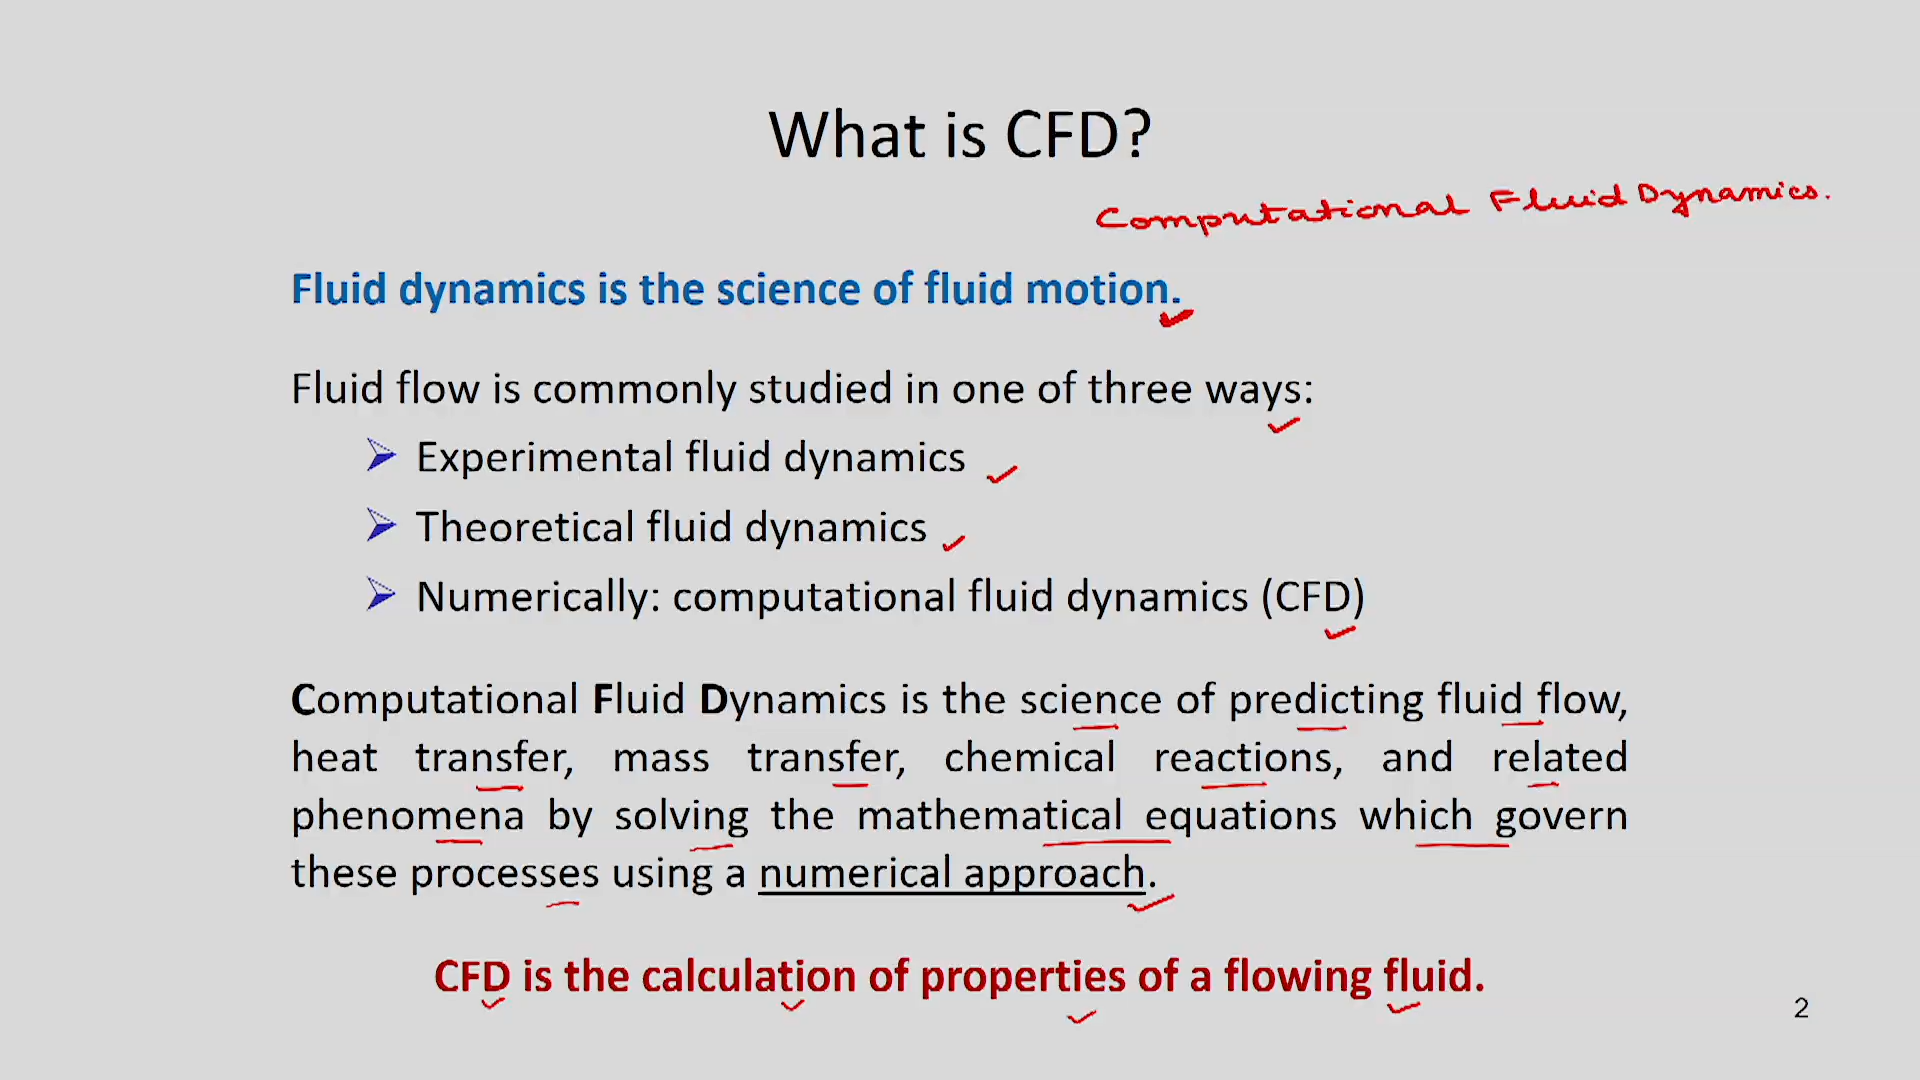 What is CFD?
Computational Fluid Dynamics.
Fluid dynamics is the science of fluid motion.
Fluid flow is commonly studied in one of three ways:
Experimental fluid dynamics
Theoretical fluid dynamics
Numerically: computational fluid dynamics (CFD)
Computational Fluid Dynamics is the science of predicting fluid flow,
heat transfer, mass transfer, chemical reactions, and related
phenomena by solving the mathematical equations which govern
these processes using a numerical approach.
CFD is the calculation of properties of a flowing fluid.
2